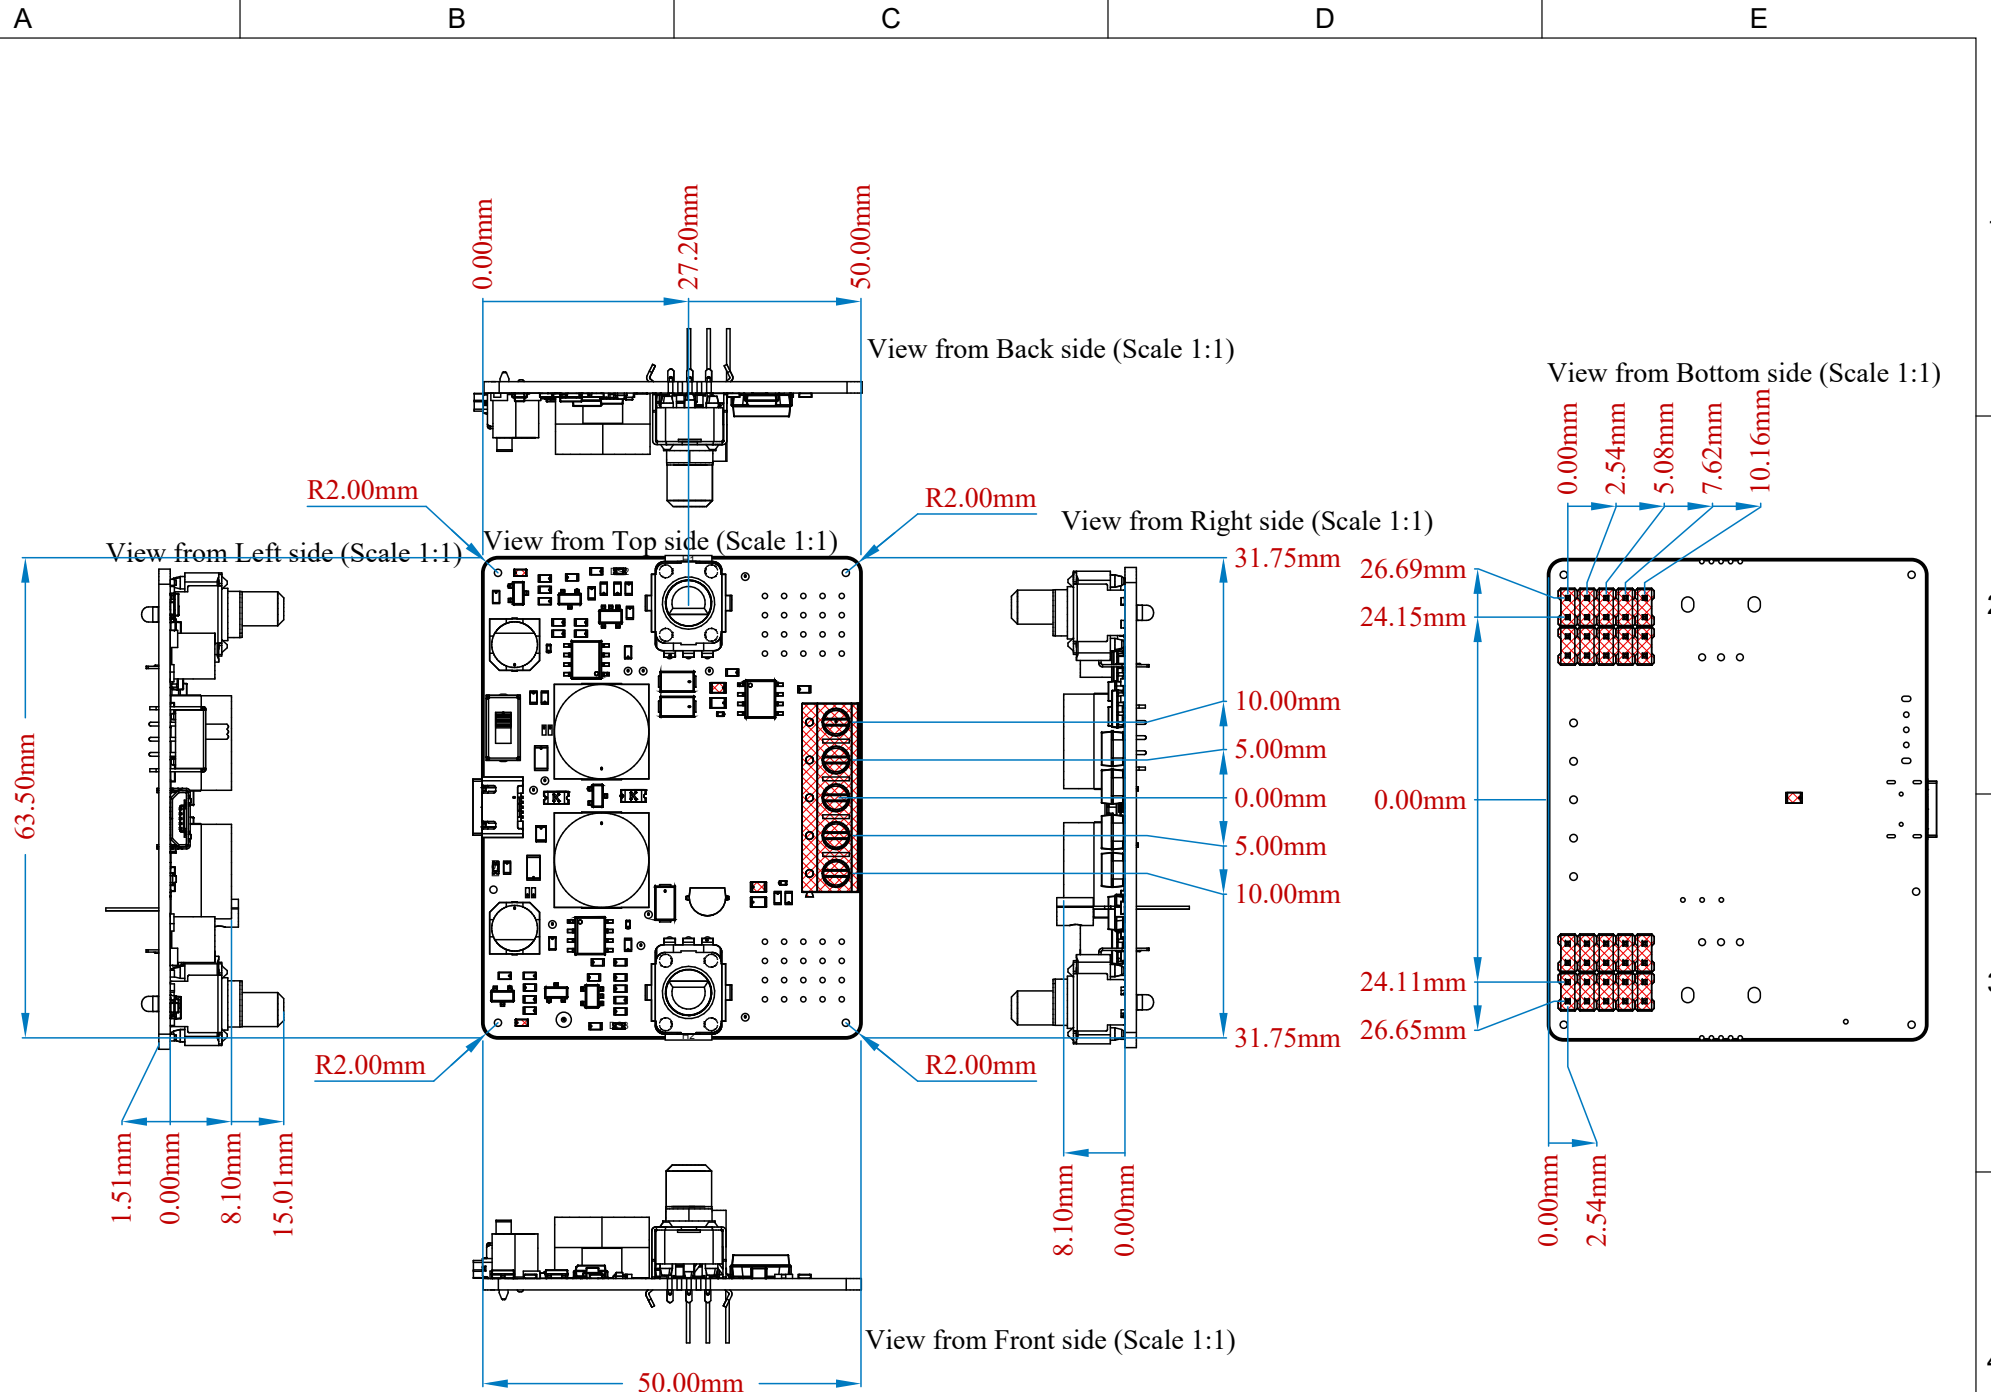 A
B
C
D
E
0.00mm
27.20mm
50.00mm
View from Back side (Scale 1:1)
View from Bottom side (Scale 1:1)
0.00mm
2.54mm
5.08mm
7.62mm
10.16mm
R2.00mm
R2.00mm
View from Right side (Scale 1:1)
View from Left side (Scale 1:1)
View from Top side (Scale 1:1)
31.75mm
26.69mm
24.15mm
10.00mm
5.00mm
0.00mm
0.00mm
5.00mm
10.00mm
63.50mm
24.11mm
26.65mm
31.75mm
R2.00mm
R2.00mm
1.51mm
0.00mm
8.10mm
15.01mm
8.10mm
0.00mm
0.00mm
2.54mm
View from Front side (Scale 1:1)
50.00mm